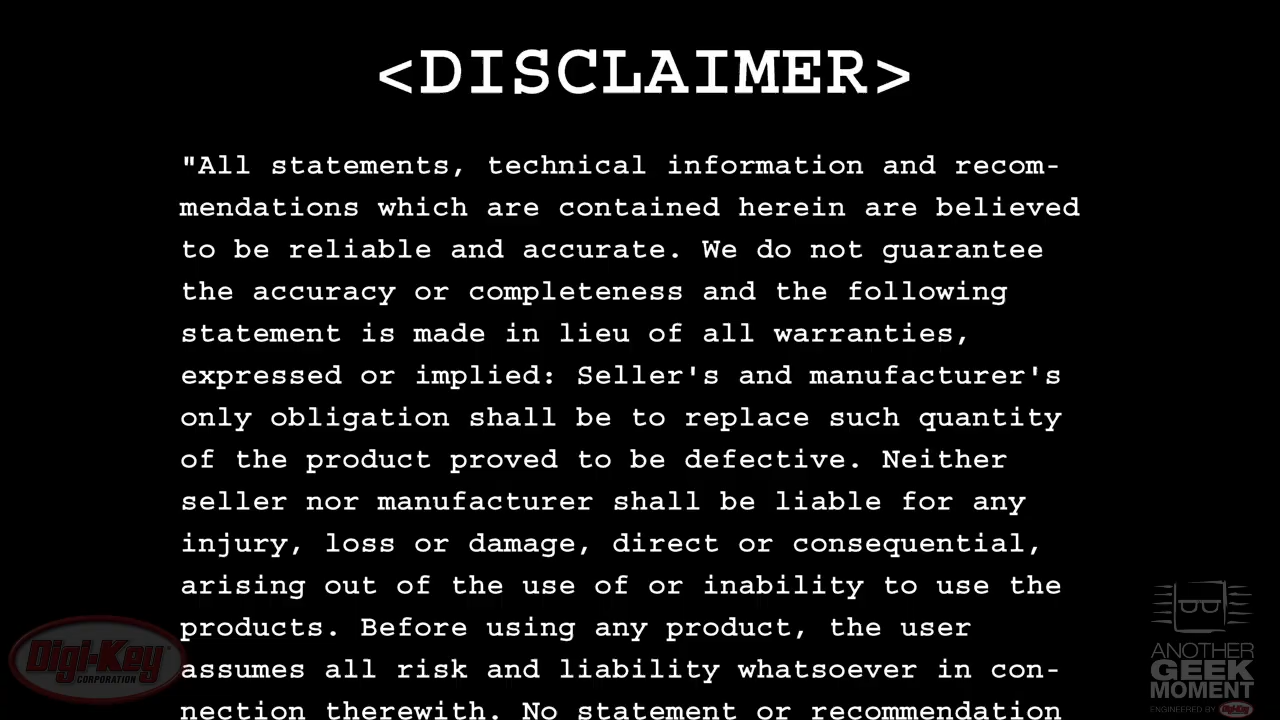 <DISCLAIMER>
"All statements, technical information and recom-
mendations which are contained herein are believed
to be reliable and accurate. We do not guarantee
the accuracy or completeness and the following
statement is made in lieu of all warranties,
expressed or implied: Seller's and manufacturer's
only obligation shall be to replace such quantity
of the product proved to be defective. Neither
seller nor manufacturer shall be liable for any
injury, loss or damage, direct or consequential,
arising out of the use of or inability to use the
products. Before using any product, the user
assumes all risk and liability whatsoever in con-
nection therewith. No statement or recommendation
Digi-Key
CORPORATION
ANOTHER
GEEK
MOMENT
ENGINEERED BY Digi-Key